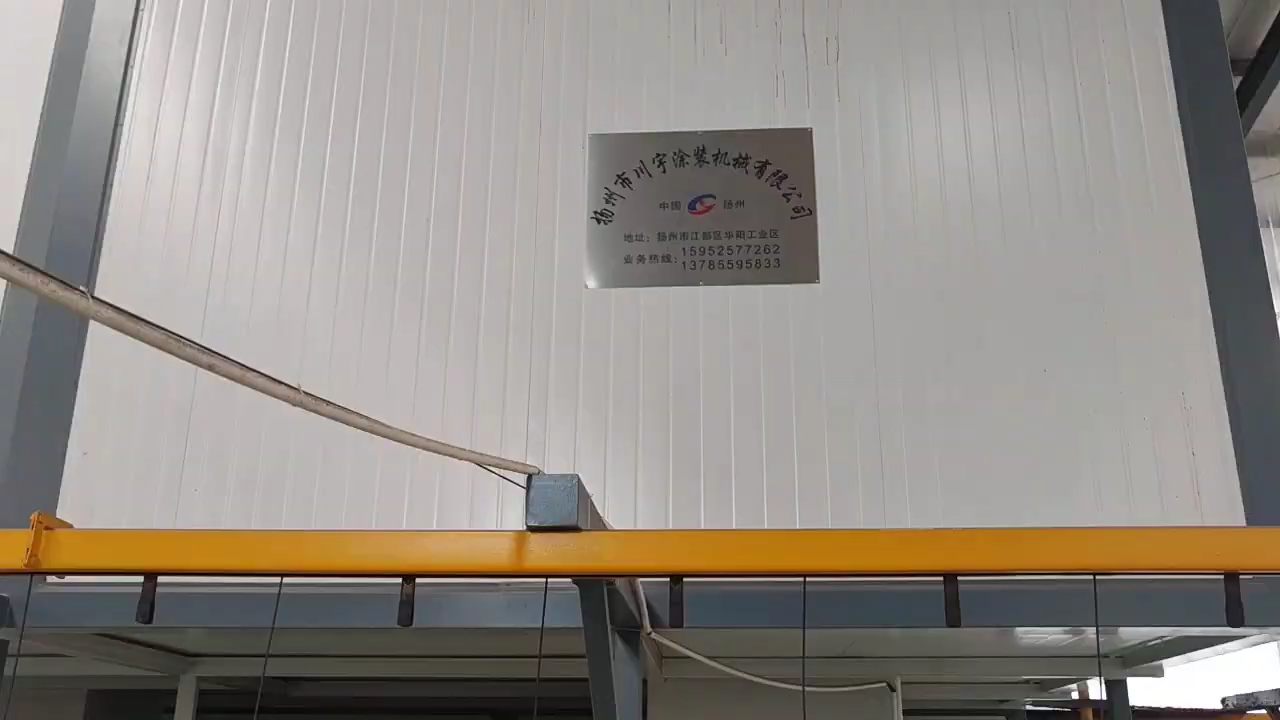 扬州市川宇涂装机械有限公司
中国 扬州
地址：扬州市江都区华阳工业区
业务热线：15952577262
13785595833